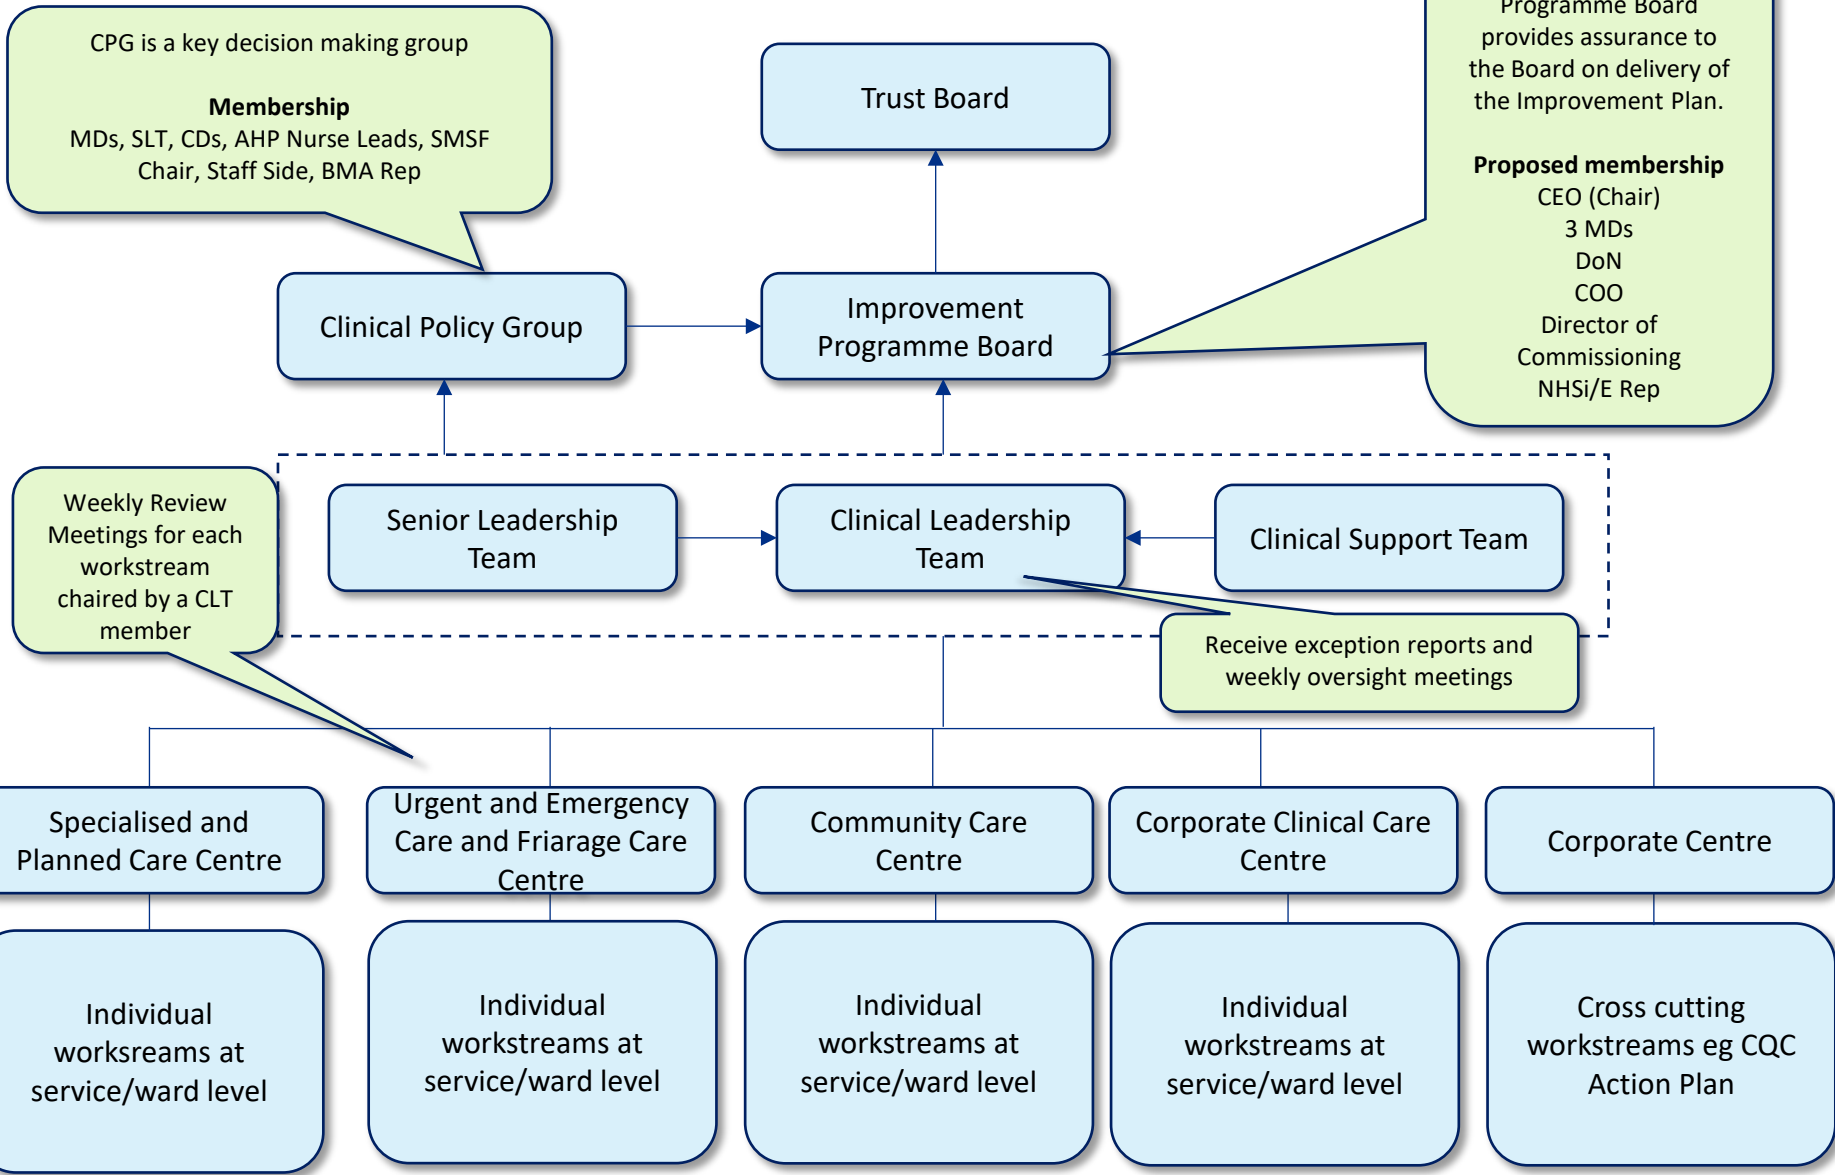 CPG is a key decision making group
Membership
MDs, SLT, CDs, AHP Nurse Leads, SMSF
Chair, Staff Side, BMA Rep
Trust Board
Programme Board
provides assurance to
the Board on delivery of
the Improvement Plan.
Proposed membership
CEO (Chair)
3 MDs
DoN
COO
Director of
Commissioning
NHSi/E Rep
Clinical Policy Group
Improvement
Programme Board
Weekly Review
Meetings for each
workstream
chaired by a CLT
member
Senior Leadership
Team
Clinical Leadership
Team
Clinical Support Team
Receive exception reports and
weekly oversight meetings
Specialised and
Planned Care Centre
Urgent and Emergency
Care and Friarage Care
Centre
Community Care
Centre
Corporate Clinical Care
Centre
Corporate Centre
Individual
worksreams at
service/ward level
Individual
workstreams at
service/ward level
Individual
workstreams at
service/ward level
Individual
workstreams at
service/ward level
Cross cutting
workstreams eg CQC
Action Plan